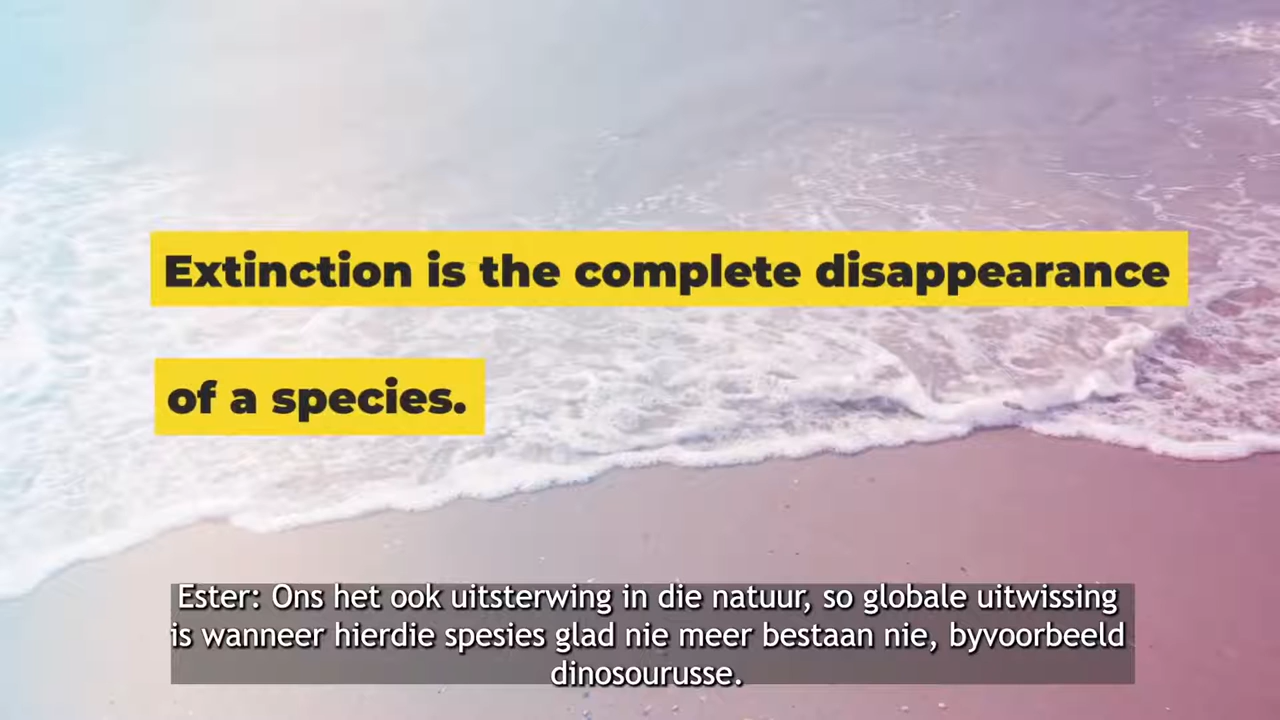 Extinction is the complete disappearance
of a species.
Ester: Ons het ook uitsterwing in die natuur, so globale uitwissing
is wanneer hierdie spesies glad nie meer bestaan nie, byvoorbeeld
dinosourusse.